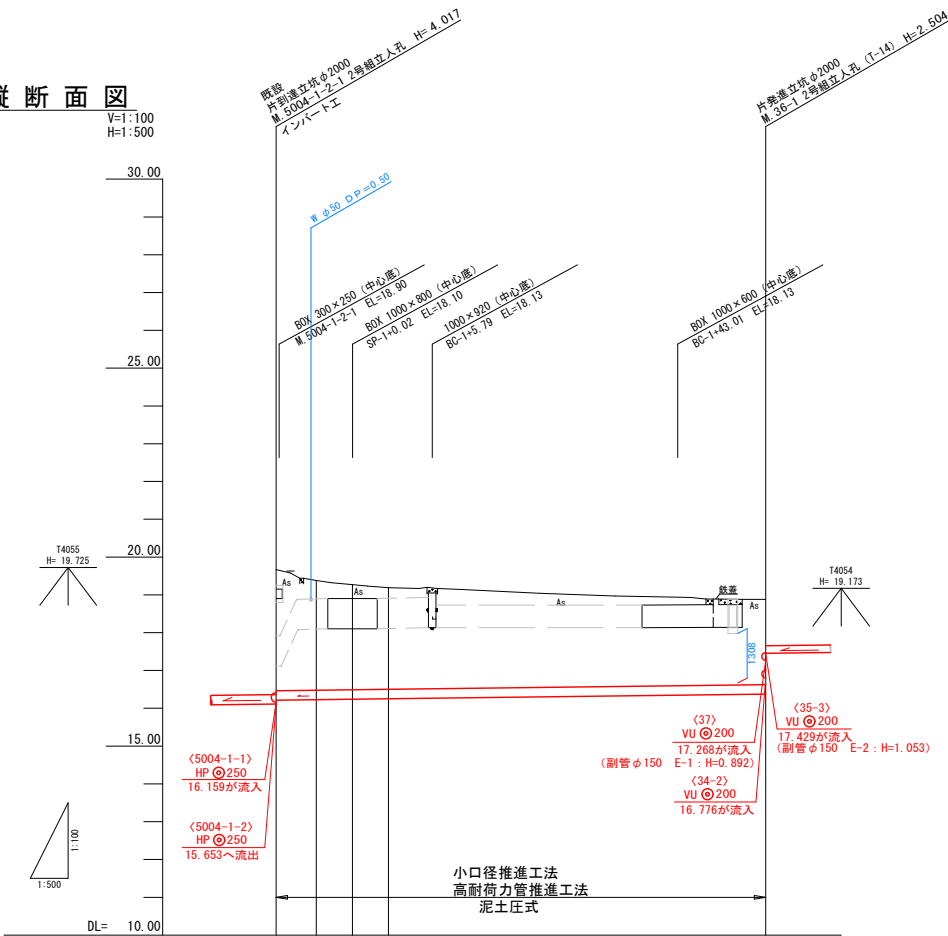 縦断面図
V=1:100
H=1:500
既設
片到達立坑φ2000
M.5004-1-2-1 2号組立人孔 H=4.017
インバート工
片発進立坑φ2000
M.36-1 2号組立人孔 (T-14) H=2.504
W φ50 DP=0.50
BOX 300×250 (中心底)
M.5004-1-2-1 EL=18.90
BOX 1000×800 (中心底)
SP-1+0.02 EL=18.10
1000×920 (中心底)
BC-1+5.79 EL=18.13
BOX 1000×600 (中心底)
BC-1+43.01 EL=18.13
30.00
25.00
20.00
15.00
DL= 10.00
T4055
H= 19.725
T4054
H= 19.173
As
As
As
鉄蓋
As
1308
〈5004-1-1〉
HP ◎250
16.159が流入
〈5004-1-2〉
HP ◎250
15.653へ流出
〈37〉
VU ◎200
17.268が流入
(副管φ150 E-1 : H=0.892)
〈34-2〉
VU ◎200
16.776が流入
〈35-3〉
VU ◎200
17.429が流入
(副管φ150 E-2 : H=1.053)
1:100
1:500
小口径推進工法
高耐荷力管推進工法
泥土圧式